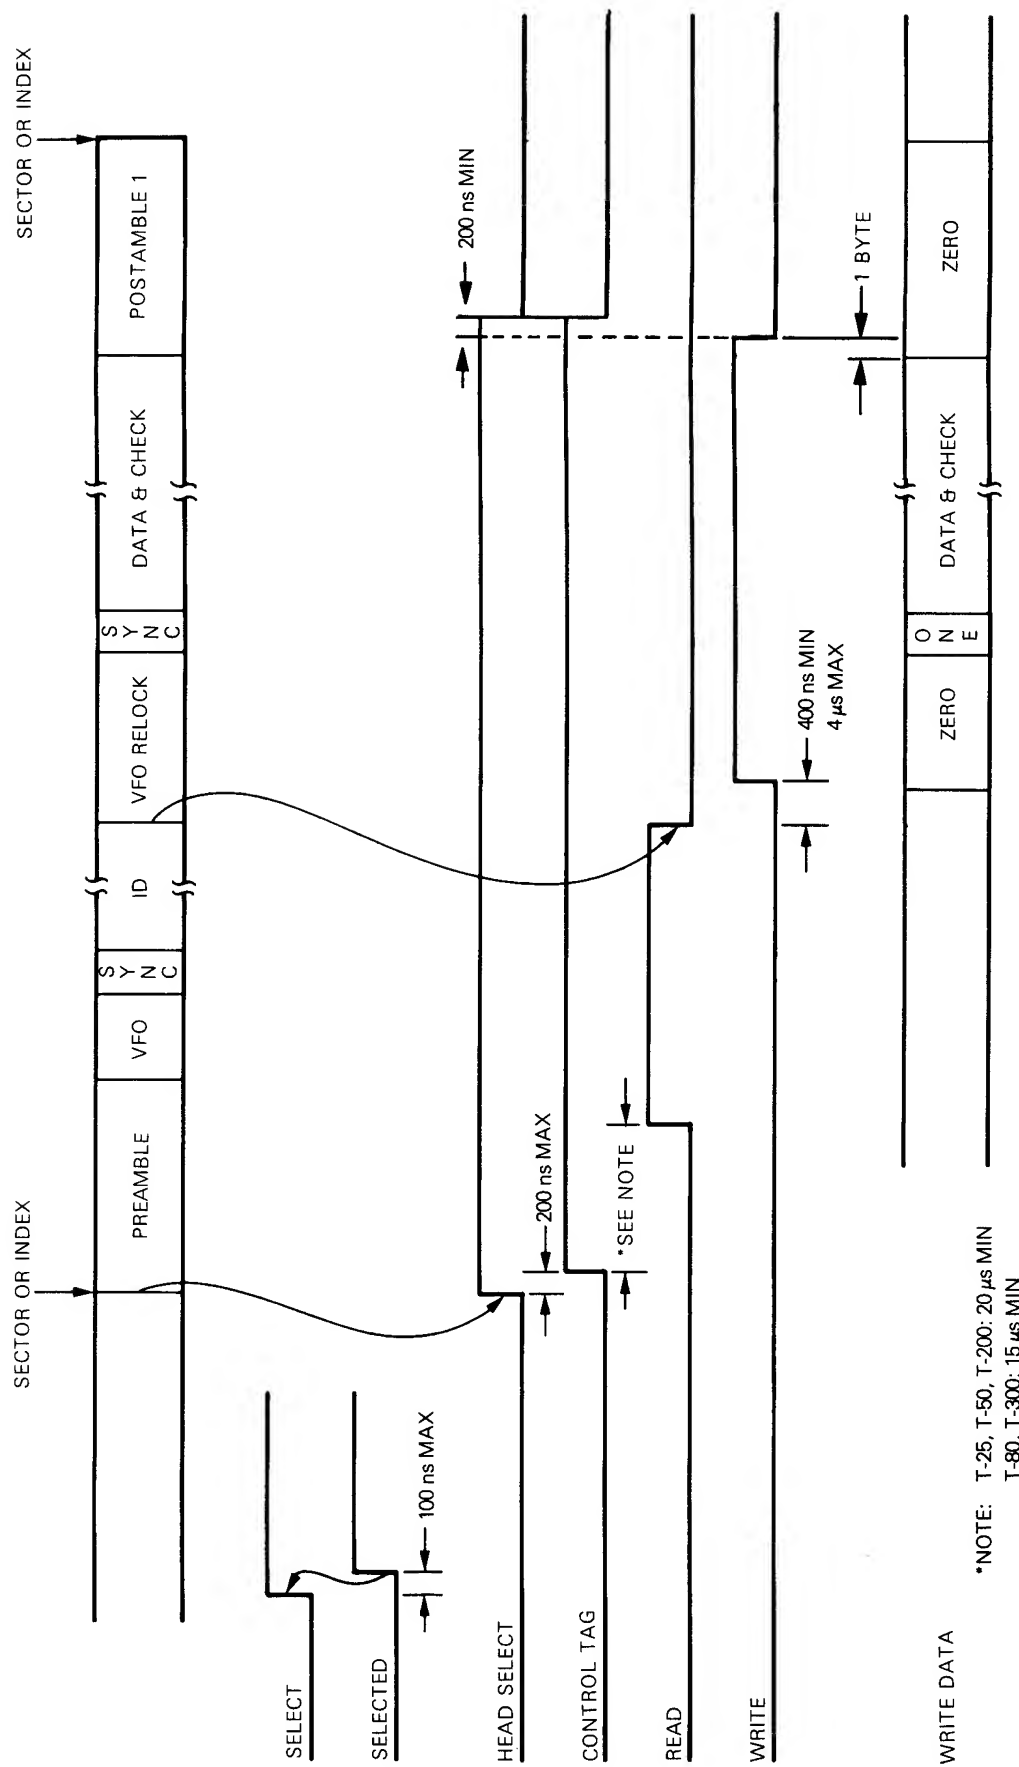 SECTOR OR INDEX
SECTOR OR INDEX
PREAMBLE
VFO
SYNC
ID
VFO RELOCK
SYNC
DATA & CHECK
POSTAMBLE 1
SELECT
SELECTED
100 ns MAX
HEAD SELECT
200 ns MIN
200 ns MAX
CONTROL TAG
*SEE NOTE
READ
WRITE
400 ns MIN
4 µs MAX
1 BYTE
WRITE DATA
ZERO
ONE
DATA & CHECK
ZERO
*NOTE: T-25, T-50, T-200: 20 µs MIN
T-80, T-300: 15 µs MIN